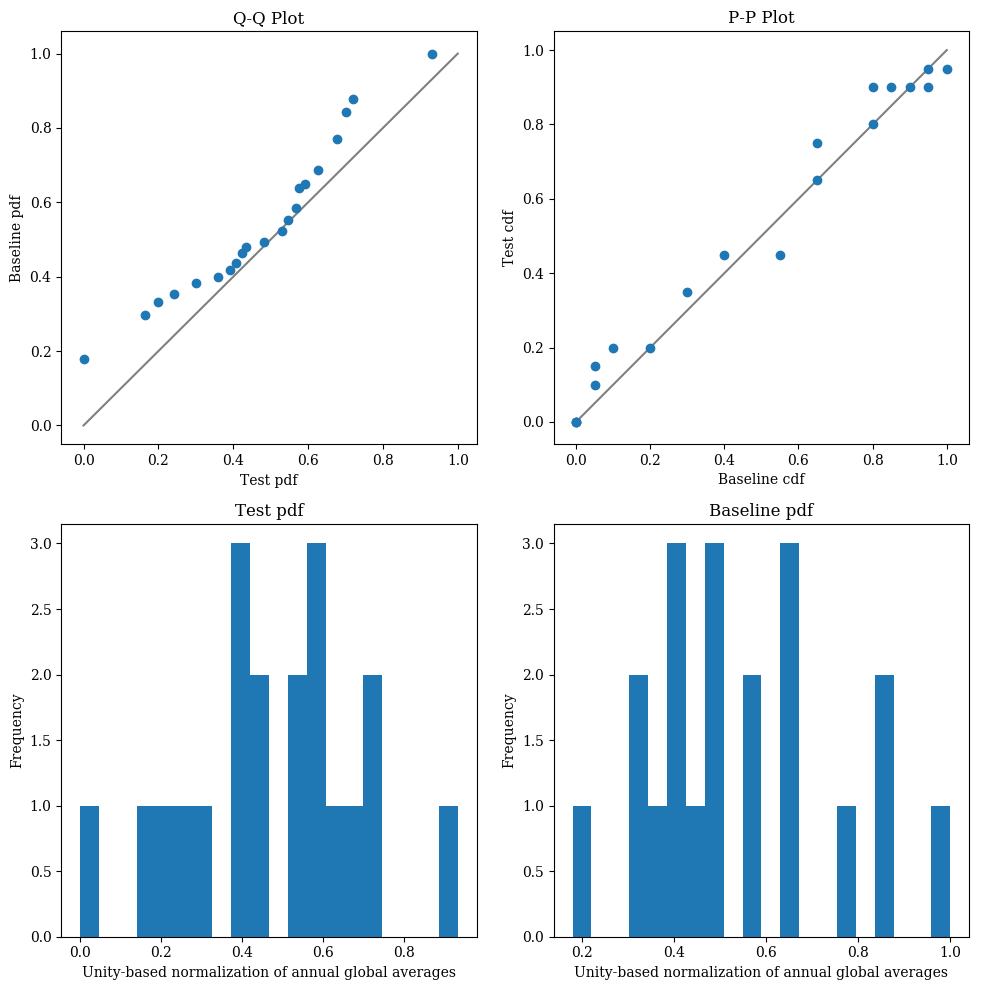 Q-Q Plot
1.0
0.8
0.6
0.4
0.2
0.0
Baseline pdf
0.0 0.2 0.4 0.6 0.8 1.0
Test pdf
P-P Plot
1.0
0.8
0.6
0.4
0.2
0.0
Test cdf
0.0 0.2 0.4 0.6 0.8 1.0
Baseline cdf
Test pdf
3.0
2.5
2.0
1.5
1.0
0.5
0.0
Frequency
0.0 0.2 0.4 0.6 0.8
Unity-based normalization of annual global averages
Baseline pdf
3.0
2.5
2.0
1.5
1.0
0.5
0.0
Frequency
0.2 0.4 0.6 0.8 1.0
Unity-based normalization of annual global averages